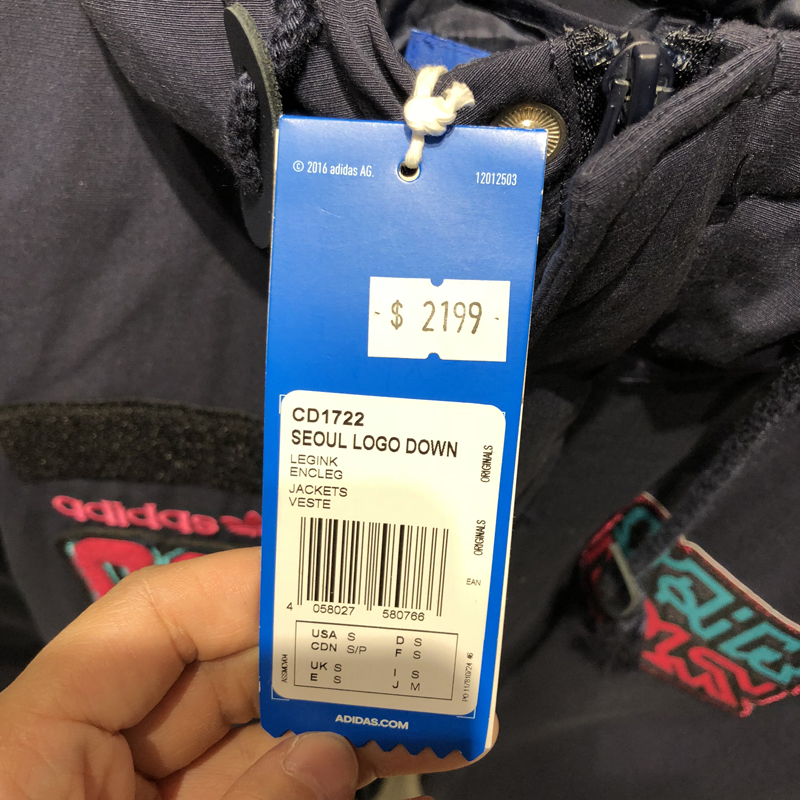 © 2016 adidas AG.
12012503
- $ 2199 -
CD1722
SEOUL LOGO DOWN
LEGINK
ENCLEG
JACKETS
VESTE
ORIGINALS
ORIGINALS
EAN
4 058027 580766
USA S D S
CDN S/P F S
UK S I S
E S J M
ADIDAS.COM
adidas